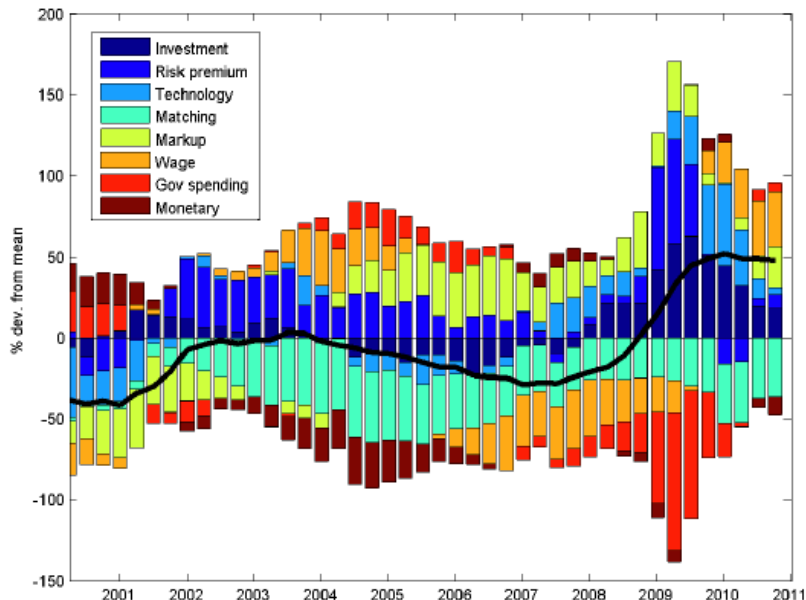 200
150
100
50
0
-50
-100
-150
% dev. from mean
Investment
Risk premium
Technology
Matching
Markup
Wage
Gov spending
Monetary
2001 2002 2003 2004 2005 2006 2007 2008 2009 2010 2011